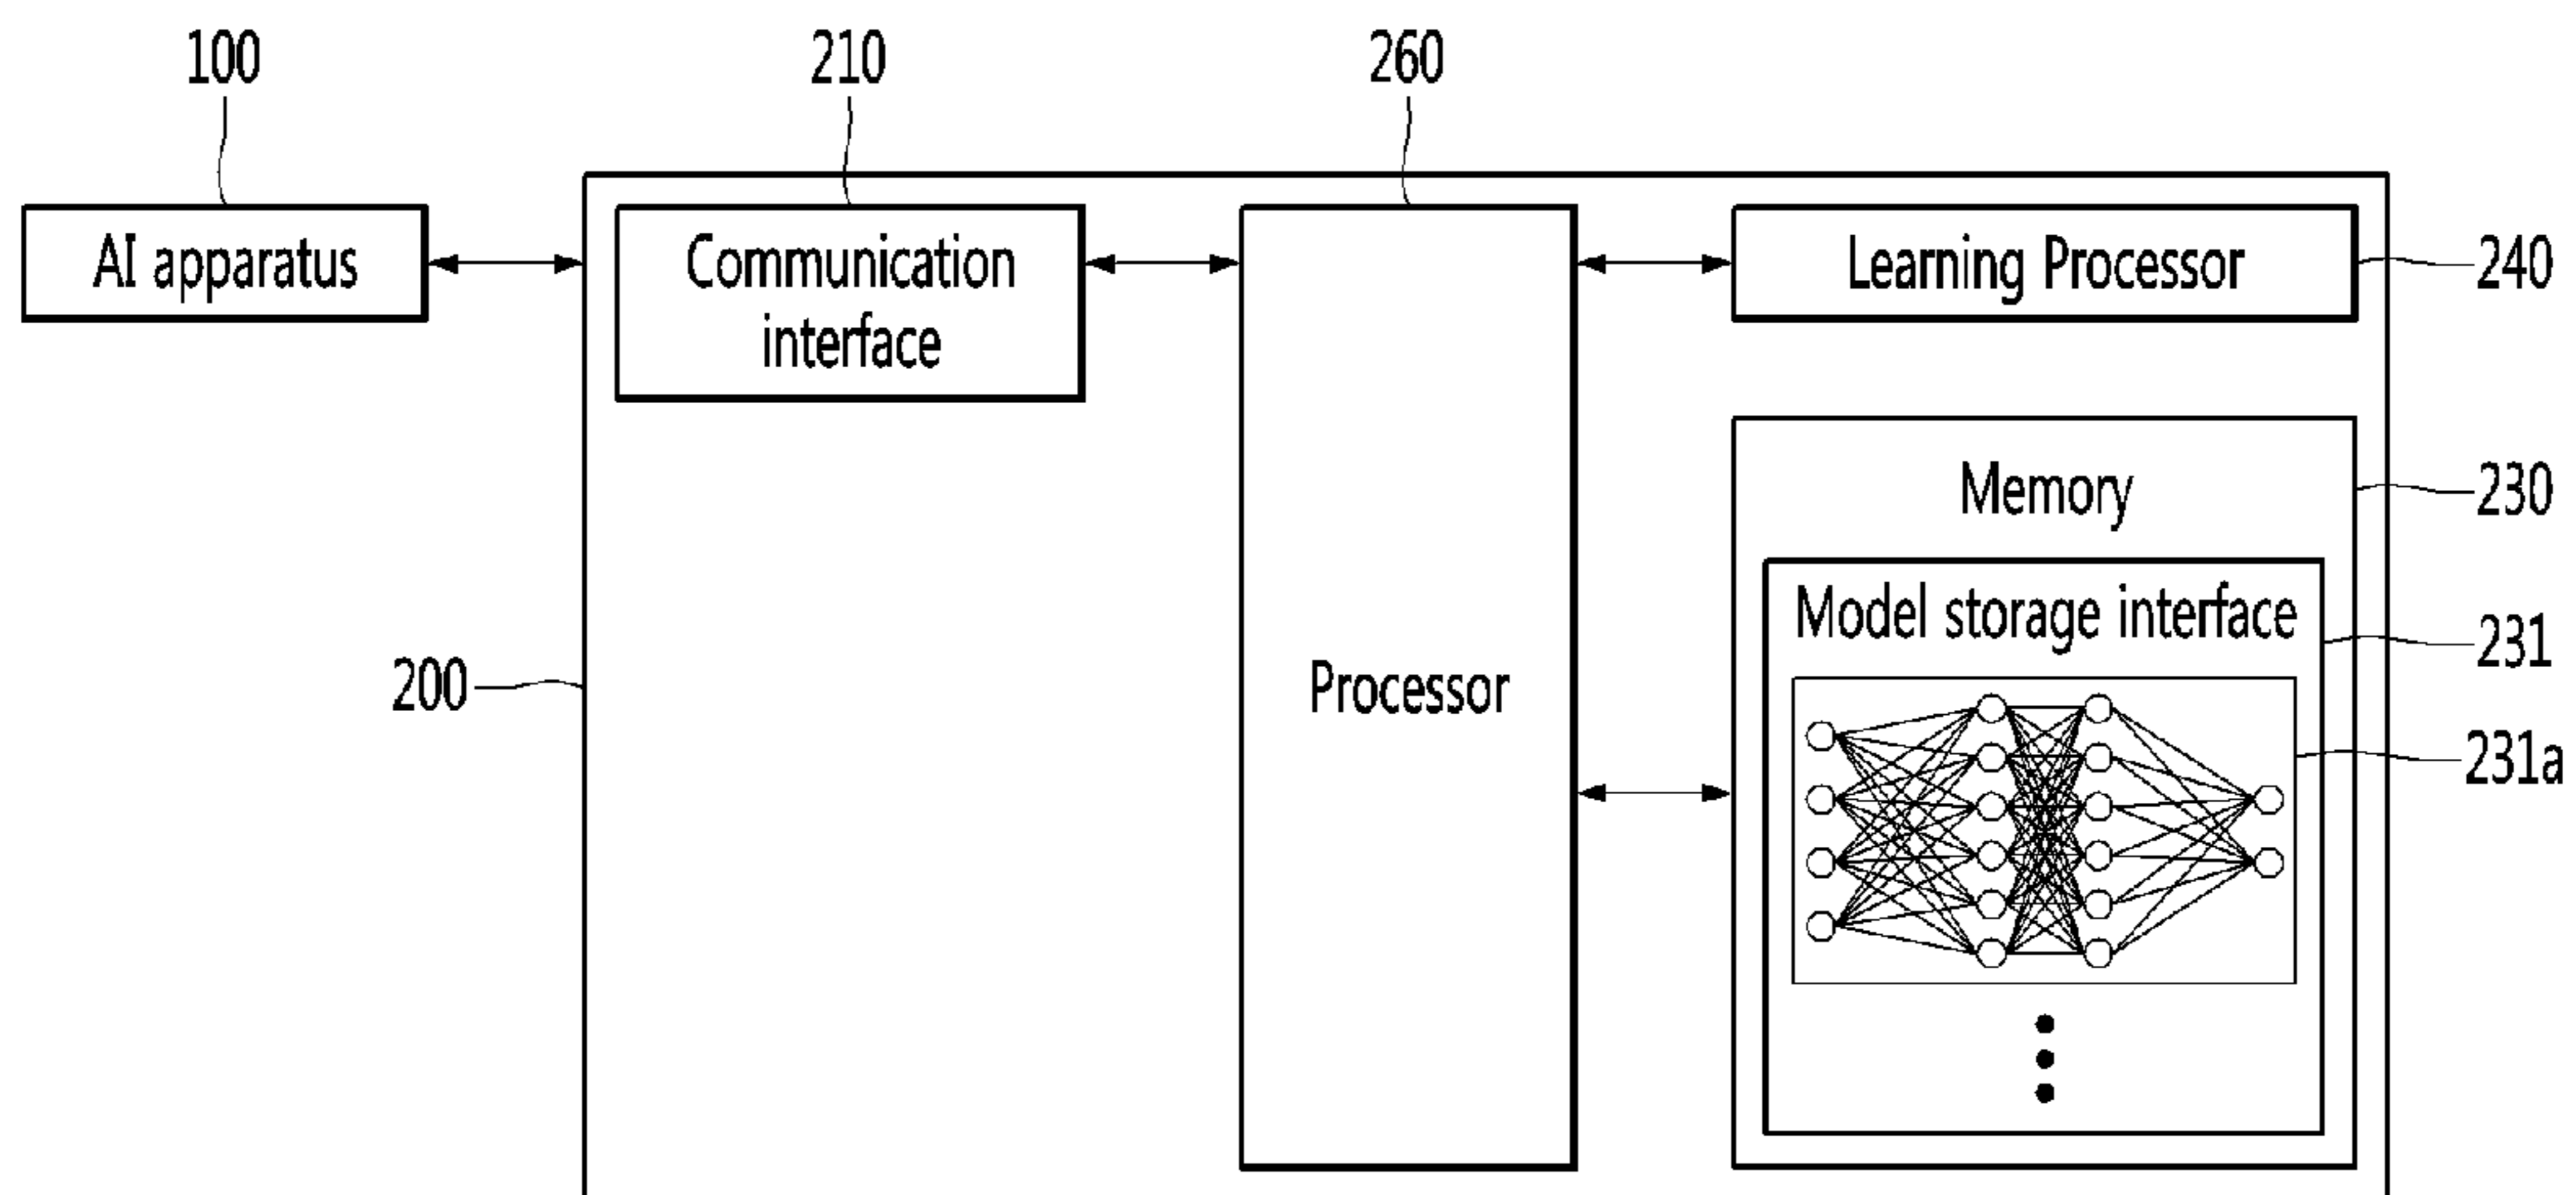 100
210
260
AI apparatus
Communication
interface
Learning Processor
240
Memory
230
Model storage interface
231
200
Processor
231a